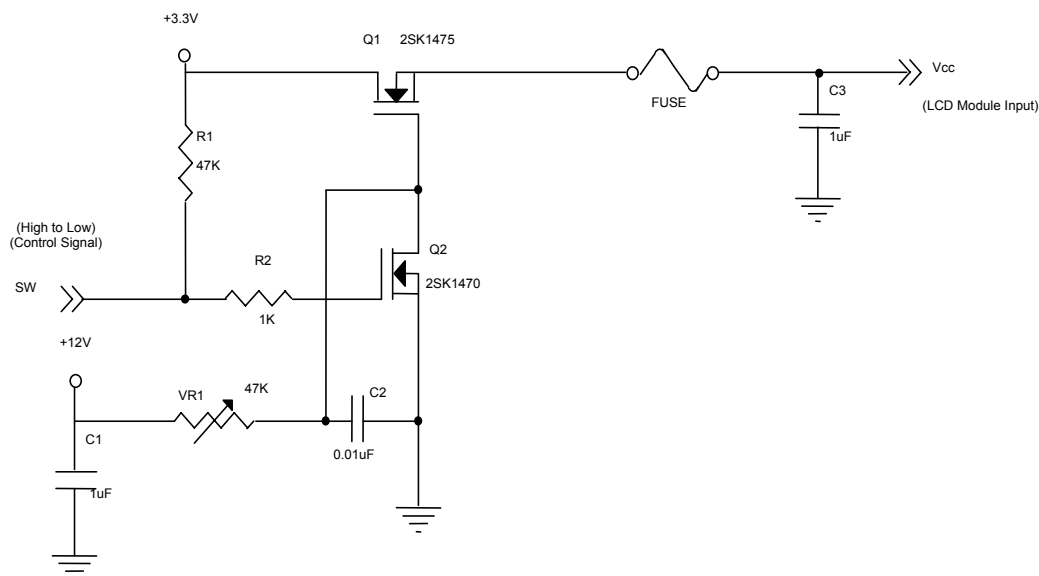 +3.3V
Q1 2SK1475
Vcc
FUSE
C3
(LCD Module Input)
1uF
R1
47K
(High to Low)
(Control Signal)
SW
R2
1K
Q2
2SK1470
+12V
VR1
47K
C2
0.01uF
C1
1uF